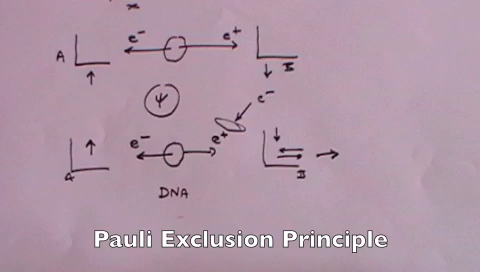 x
A e⁻ e⁺ B
ψ
e⁻
A e⁻ e⁺ B
DNA
Pauli Exclusion Principle